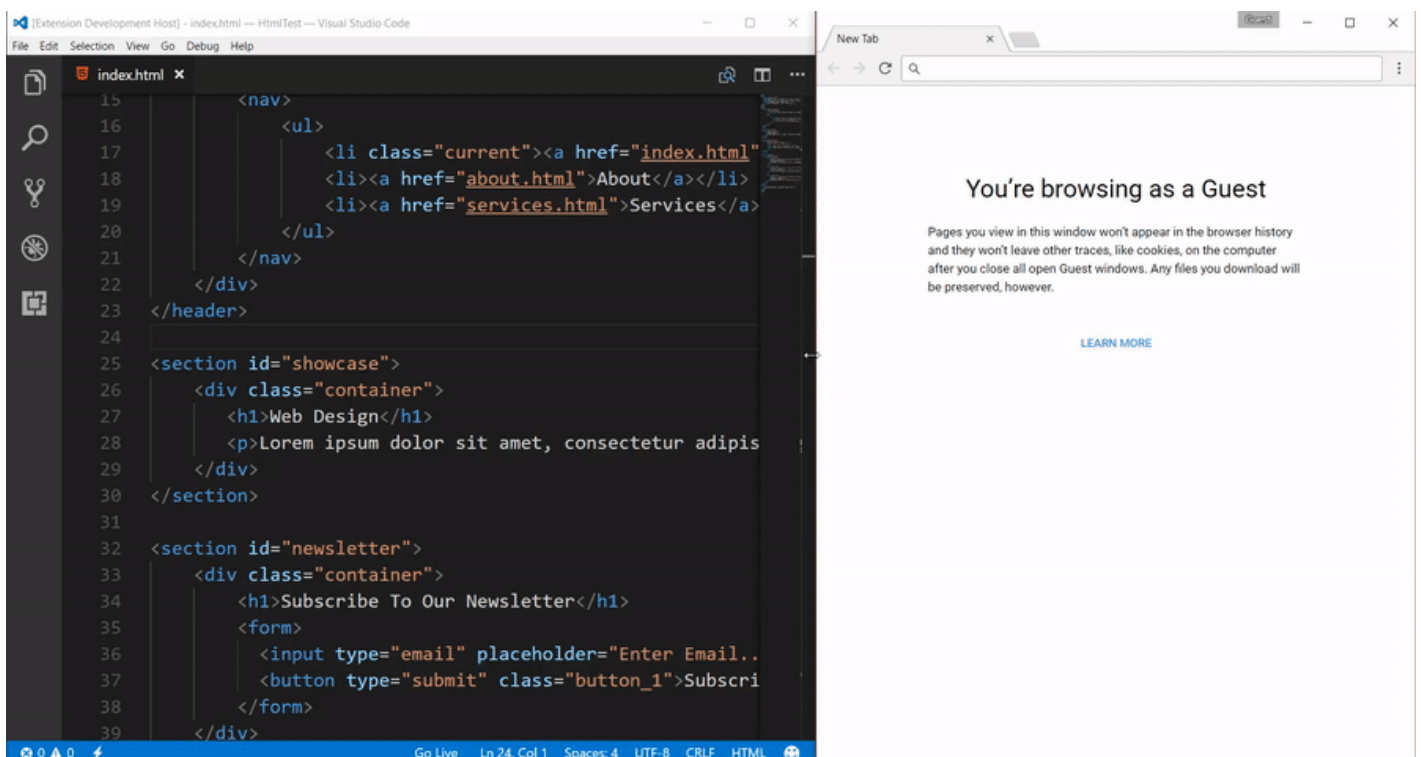 [Extension Development Host] - index.html — HtmlTest — Visual Studio Code
File Edit Selection View Go Debug Help
index.html
15 <nav>
16 <ul>
17 <li class="current"><a href="index.html"
18 <li><a href="about.html">About</a></li>
19 <li><a href="services.html">Services</a>
20 </ul>
21 </nav>
22 </div>
23 </header>
24
25 <section id="showcase">
26 <div class="container">
27 <h1>Web Design</h1>
28 <p>Lorem ipsum dolor sit amet, consectetur adipis
29 </div>
30 </section>
31
32 <section id="newsletter">
33 <div class="container">
34 <h1>Subscribe To Our Newsletter</h1>
35 <form>
36 <input type="email" placeholder="Enter Email..
37 <button type="submit" class="button_1">Subscri
38 </form>
39 </div>
0 0 Go Live Ln 24, Col 1 Spaces: 4 UTF-8 CRLF HTML
Guest
New Tab
You're browsing as a Guest
Pages you view in this window won't appear in the browser history
and they won't leave other traces, like cookies, on the computer
after you close all open Guest windows. Any files you download will
be preserved, however.
LEARN MORE